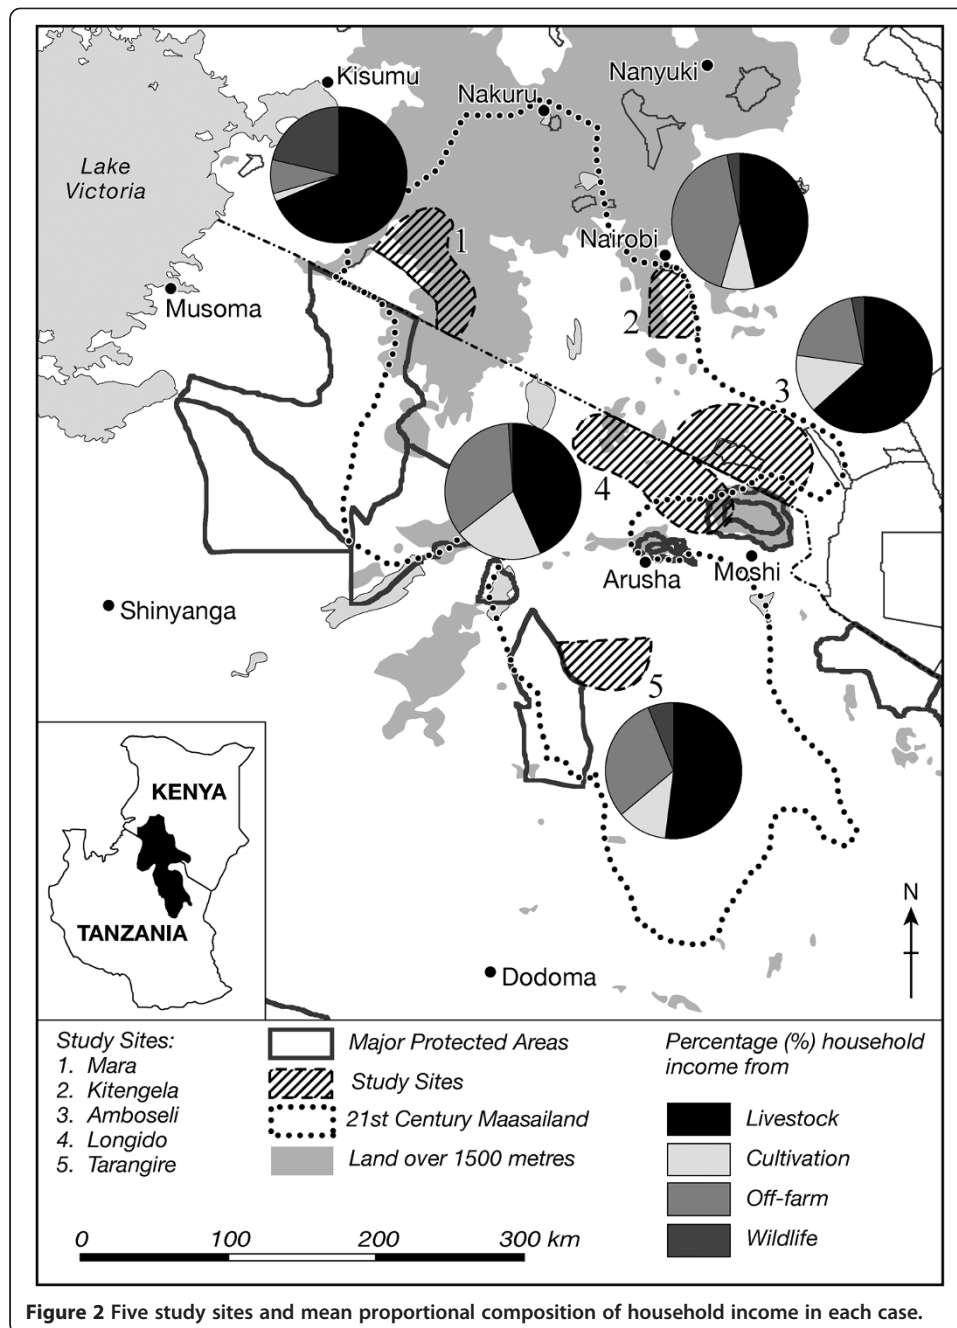 Kisumu
Nanyuki
Nakuru
Lake
Victoria
1
Nairobi
Musoma
2
3
4
Arusha
Moshi
Shinyanga
5
KENYA
TANZANIA
N
Dodoma
Study Sites:
1. Mara
2. Kitengela
3. Amboseli
4. Longido
5. Tarangire
Major Protected Areas
Study Sites
21st Century Maasailand
Land over 1500 metres
Percentage (%) household
income from
Livestock
Cultivation
Off-farm
Wildlife
0 100 200 300 km
Figure 2 Five study sites and mean proportional composition of household income in each case.